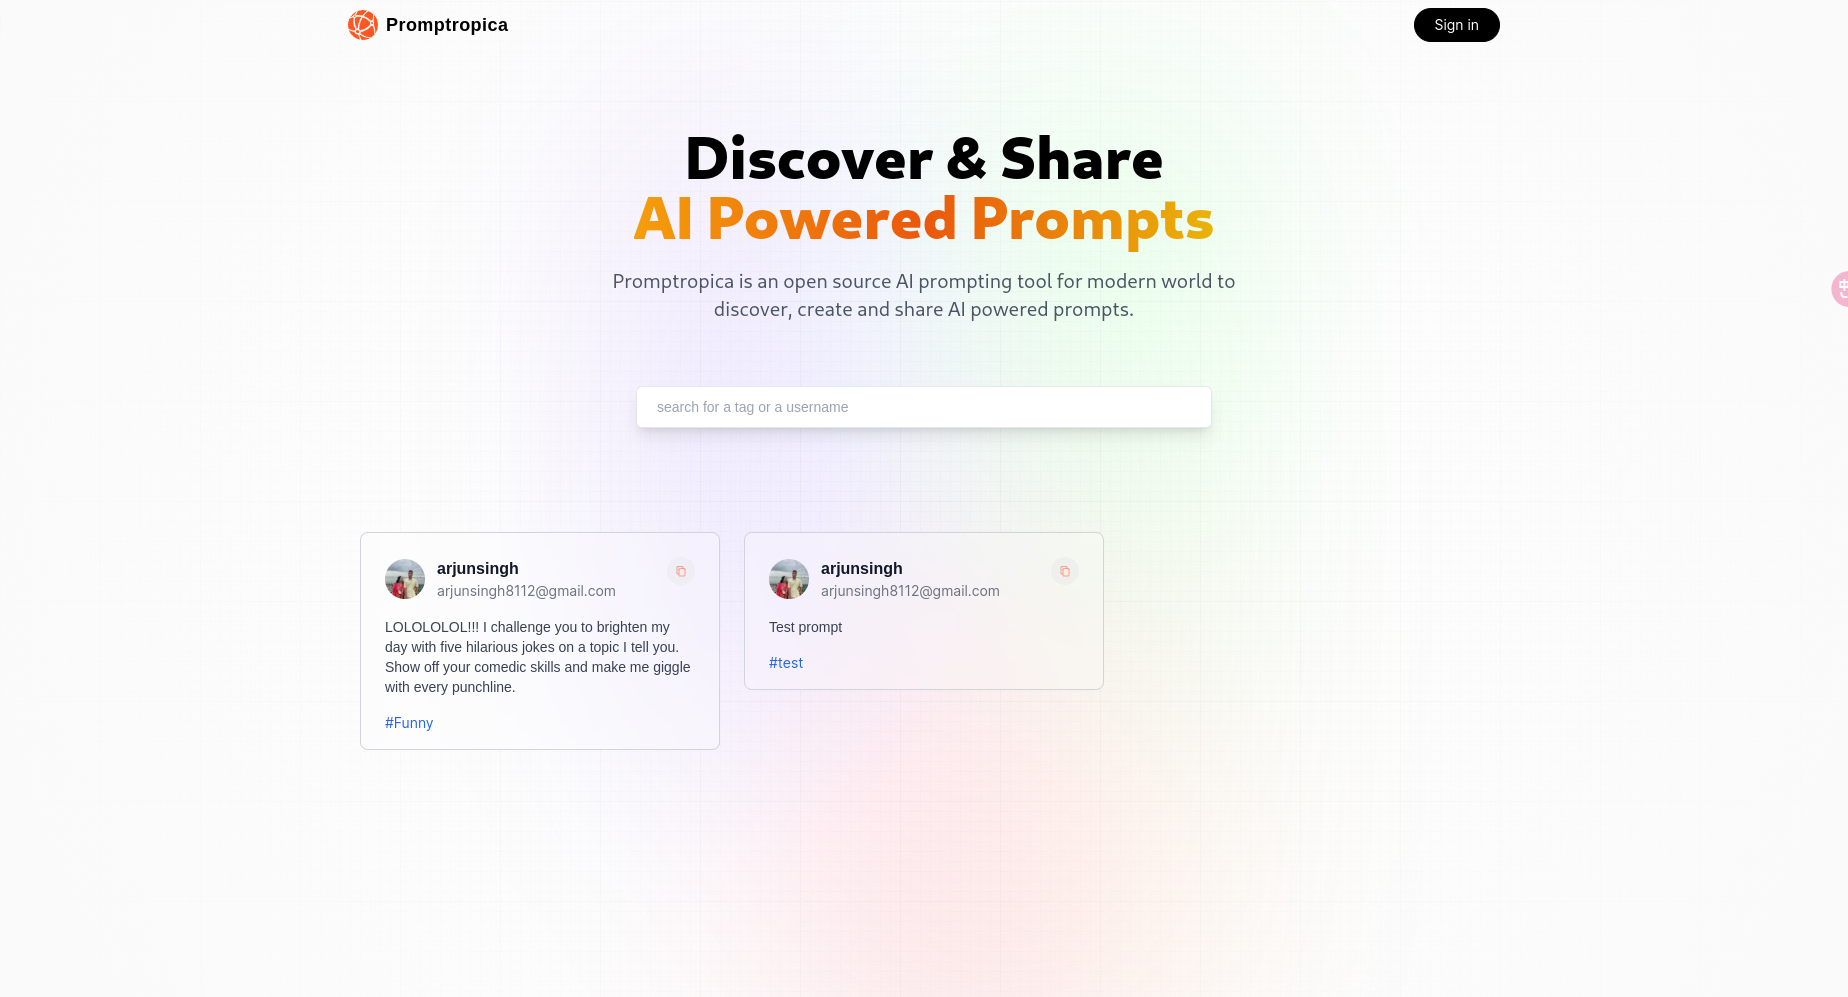 Promptropica
Sign in
Discover & Share
AI Powered Prompts
Promptropica is an open source AI prompting tool for modern world to
discover, create and share AI powered prompts.
search for a tag or a username
arjunsingh
arjunsingh8112@gmail.com
LOLOLOLOL!!! I challenge you to brighten my
day with five hilarious jokes on a topic I tell you.
Show off your comedic skills and make me giggle
with every punchline.
#Funny
arjunsingh
arjunsingh8112@gmail.com
Test prompt
#test